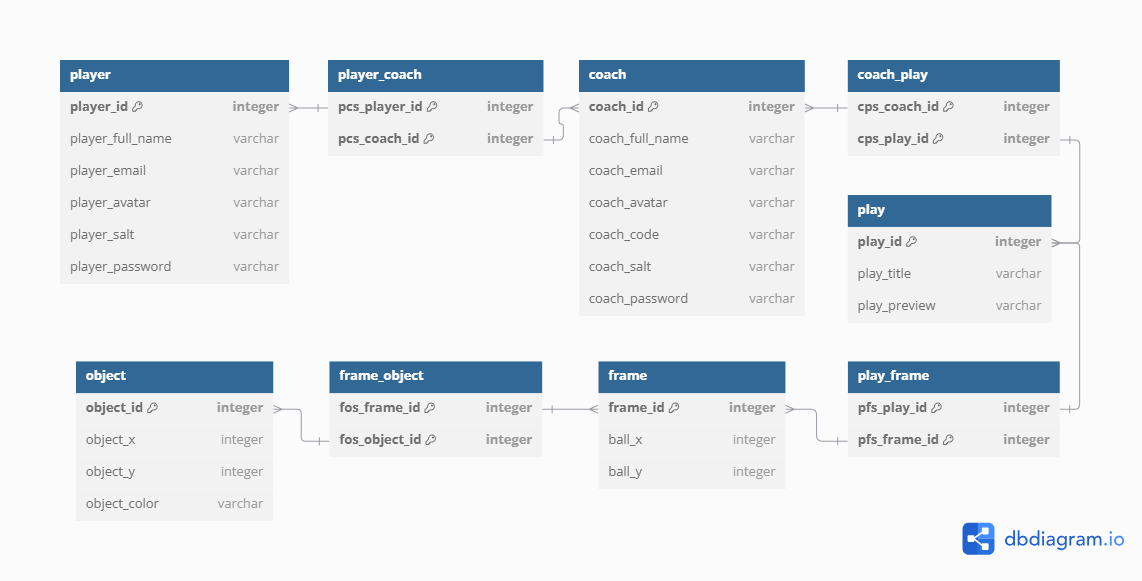 player
player_id integer
player_full_name varchar
player_email varchar
player_avatar varchar
player_salt varchar
player_password varchar
player_coach
pcs_player_id integer
pcs_coach_id integer
coach
coach_id integer
coach_full_name varchar
coach_email varchar
coach_avatar varchar
coach_code varchar
coach_salt varchar
coach_password varchar
coach_play
cps_coach_id integer
cps_play_id integer
play
play_id integer
play_title varchar
play_preview varchar
object
object_id integer
object_x integer
object_y integer
object_color varchar
frame_object
fos_frame_id integer
fos_object_id integer
frame
frame_id integer
ball_x integer
ball_y integer
play_frame
pfs_play_id integer
pfs_frame_id integer
dbdiagram.io